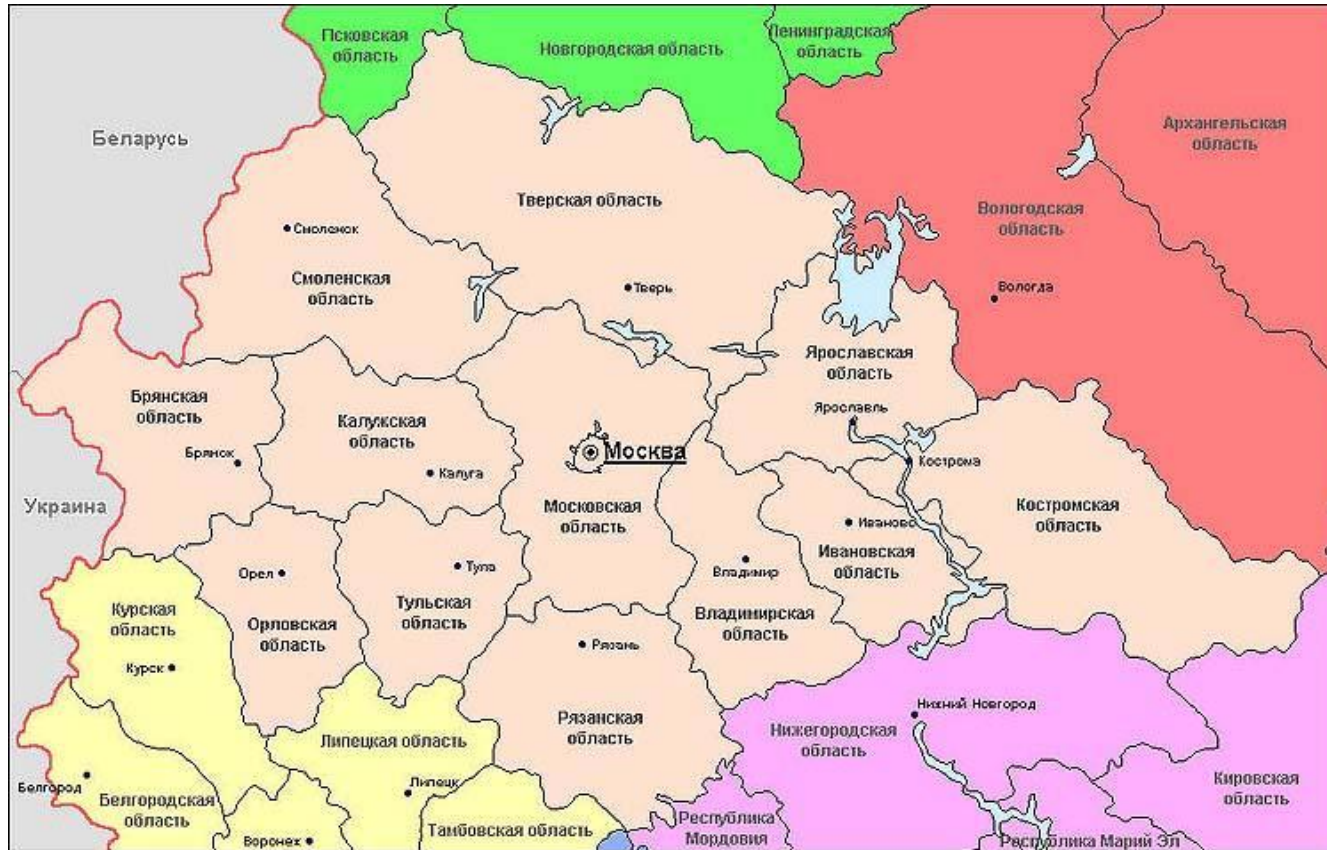 Псковская
область
Новгородская область
Ленинградская
область
Беларусь
Архангельская
область
Тверская область
Вологодская
область
Смоленск
Смоленская
область
Тверь
Вологда
Ярославская
область
Брянская
область
Калужская
область
Ярославль
Брянск
Калуга
Москва
Кострома
Украина
Московская
область
Костромская
область
Иваново
Ивановская
область
Орел
Тула
Владимир
Курская
область
Орловская
область
Тульская
область
Владимирская
область
Курск
Рязань
Рязанская
область
Нижний Новгород
Нижегородская
область
Липецкая область
Белгород
Липецк
Белгородская
область
Кировская
область
Воронеж
Тамбовская область
Республика
Мордовия
Республика Марий Эл